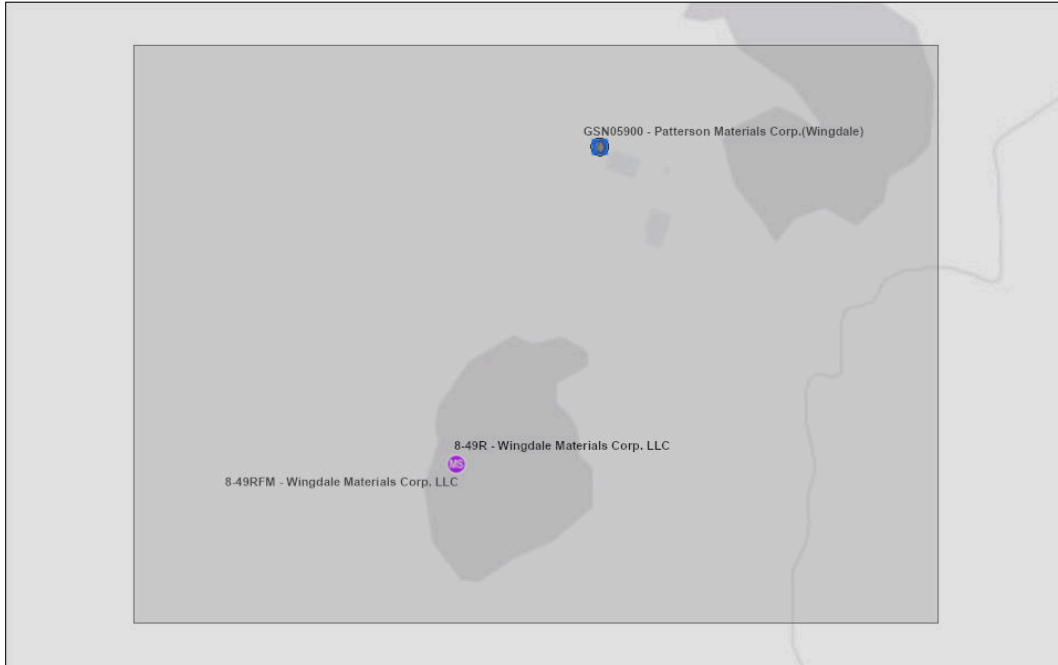 GSN05900 - Patterson Materials Corp.(Wingdale)
8-49R - Wingdale Materials Corp. LLC
MS
8-49RFM - Wingdale Materials Corp. LLC